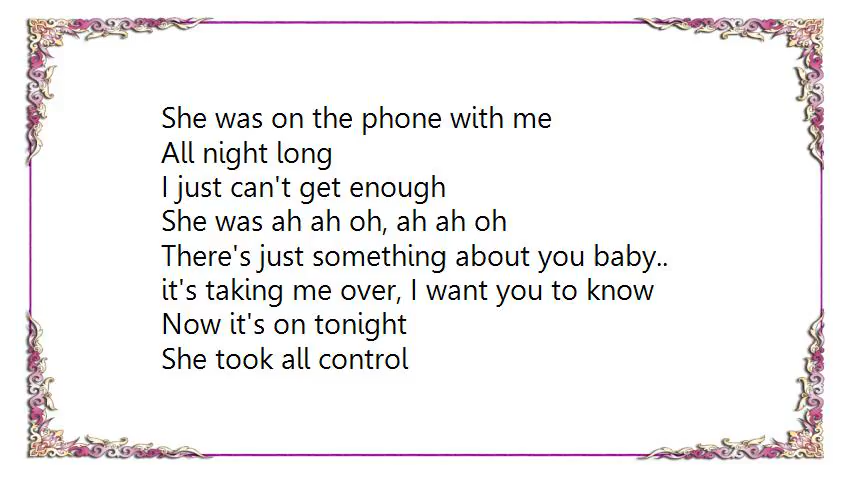 She was on the phone with me
All night long
I just can't get enough
She was ah ah oh, ah ah oh
There's just something about you baby..
it's taking me over, I want you to know
Now it's on tonight
She took all control